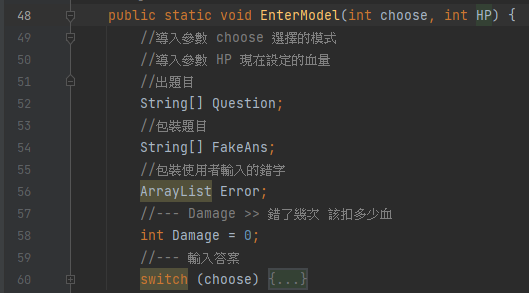 48 public static void EnterModel(int choose, int HP) {
49 //導入參數 choose 選擇的模式
50 //導入參數 HP 現在設定的血量
51 //出題目
52 String[] Question;
53 //包裝題目
54 String[] FakeAns;
55 //包裝使用者輸入的錯字
56 ArrayList Error;
57 //--- Damage >> 錯了幾次 該扣多少血
58 int Damage = 0;
59 //--- 輸入答案
60 switch (choose) {...}